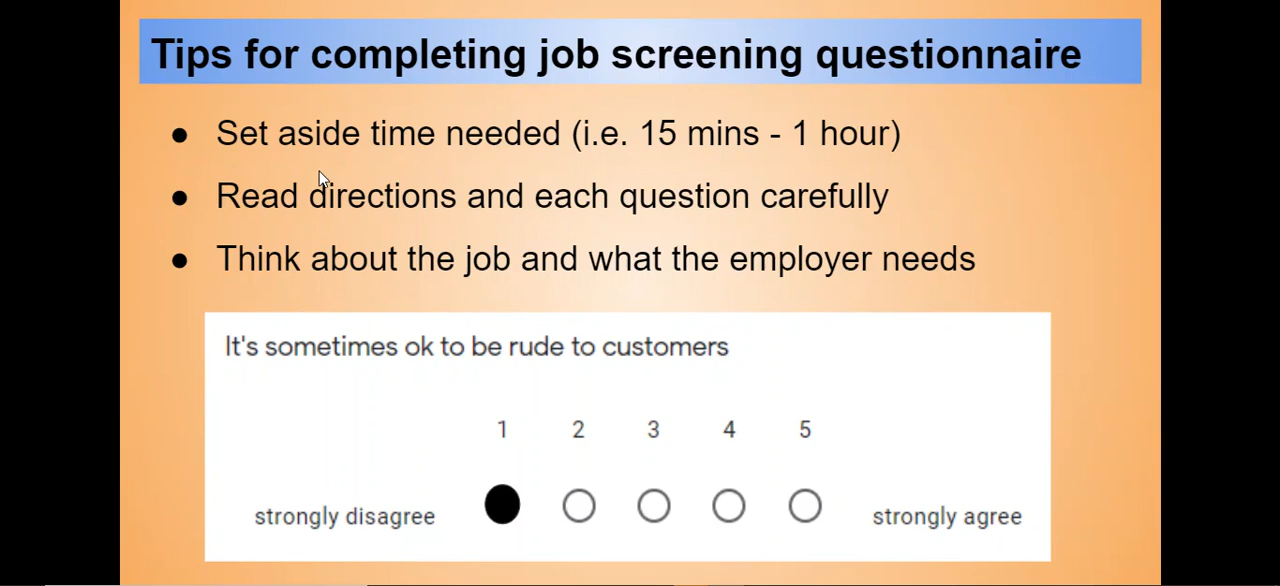 Tips for completing job screening questionnaire
● Set aside time needed (i.e. 15 mins - 1 hour)
● Read directions and each question carefully
● Think about the job and what the employer needs
It's sometimes ok to be rude to customers
1 2 3 4 5
strongly disagree strongly agree